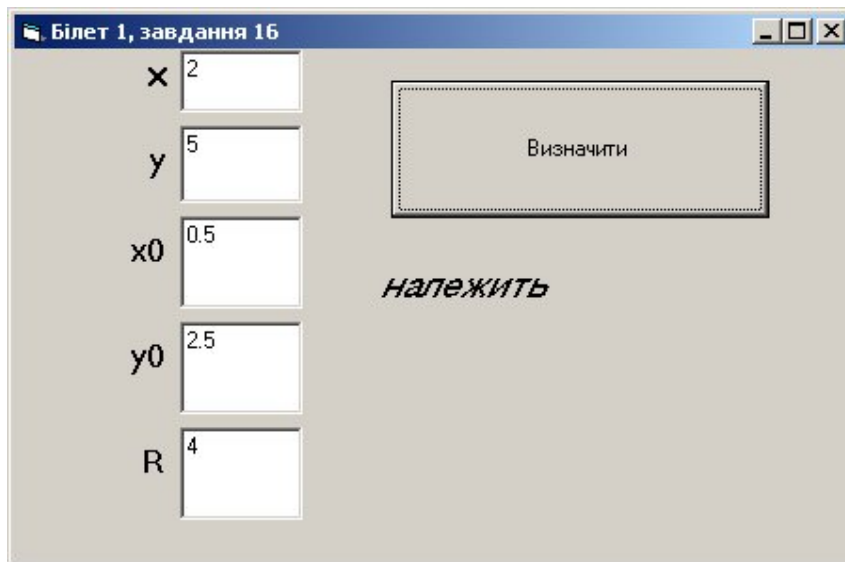 Білет 1, завдання 16
x 2
y 5
Визначити
x0 0.5
належить
y0 2.5
R 4